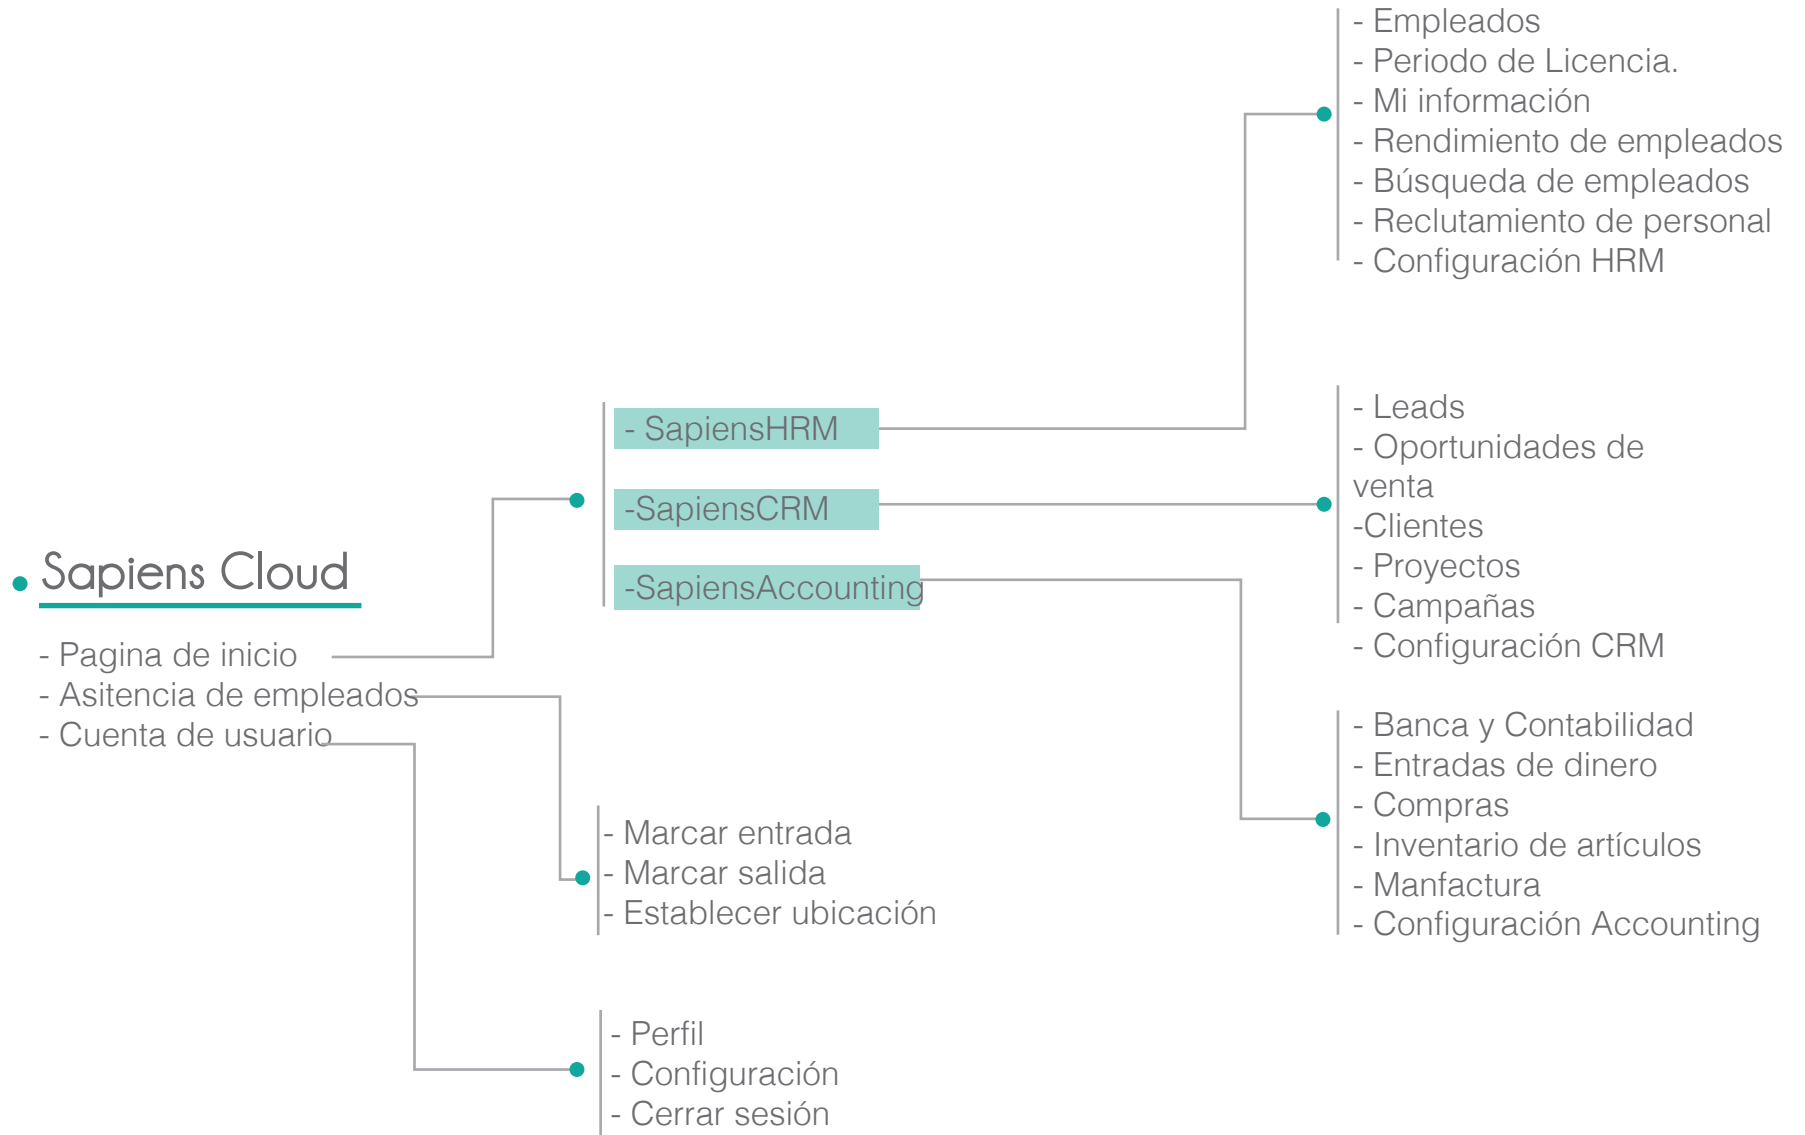 Sapiens Cloud
- Pagina de inicio
- Asitencia de empleados
- Cuenta de usuario
- SapiensHRM
-SapiensCRM
-SapiensAccounting
- Marcar entrada
- Marcar salida
- Establecer ubicación
- Perfil
- Configuración
- Cerrar sesión
- Empleados
- Periodo de Licencia.
- Mi información
- Rendimiento de empleados
- Búsqueda de empleados
- Reclutamiento de personal
- Configuración HRM
- Leads
- Oportunidades de
venta
-Clientes
- Proyectos
- Campañas
- Configuración CRM
- Banca y Contabilidad
- Entradas de dinero
- Compras
- Inventario de artículos
- Manfactura
- Configuración Accounting